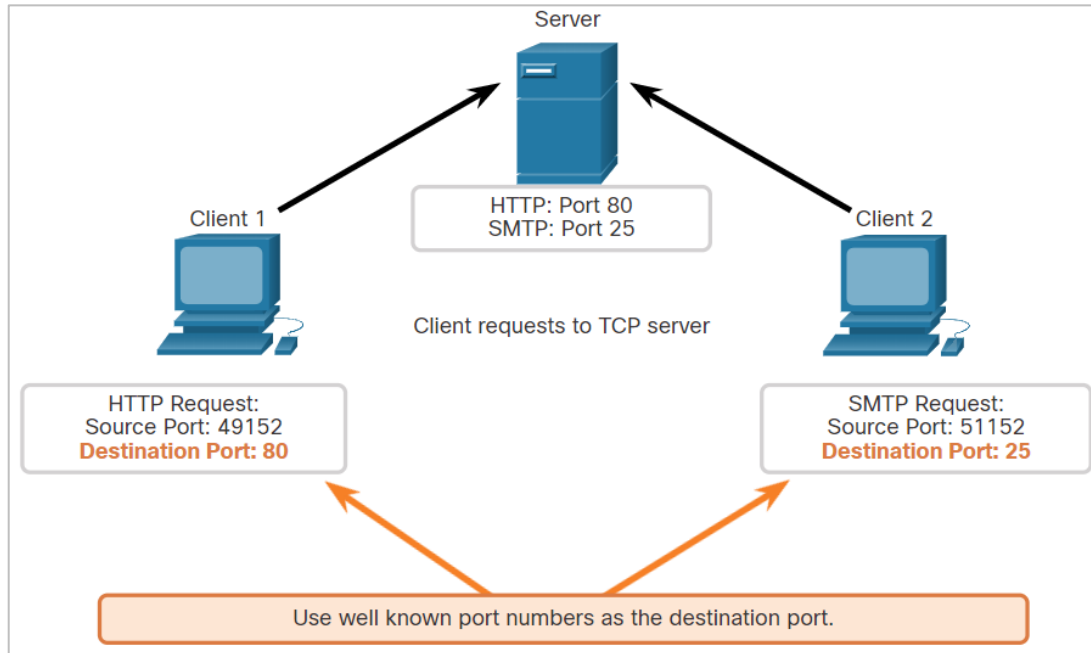 Server
HTTP: Port 80
SMTP: Port 25
Client 1
Client 2
Client requests to TCP server
HTTP Request:
Source Port: 49152
Destination Port: 80
SMTP Request:
Source Port: 51152
Destination Port: 25
Use well known port numbers as the destination port.